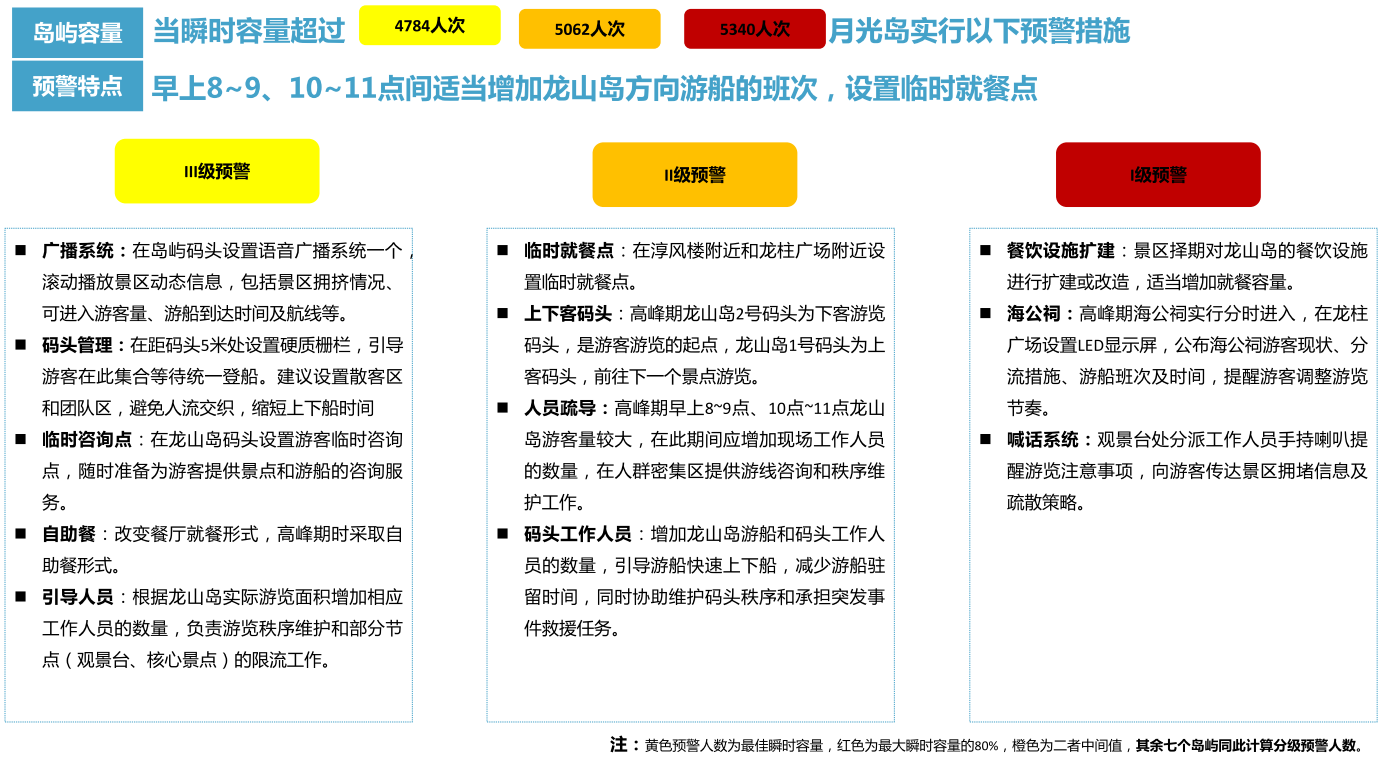 岛屿容量
当瞬时容量超过 4784人次 5062人次 5340人次 月光岛实行以下预警措施
预警特点
早上8~9、10~11点间适当增加龙山岛方向游船的班次，设置临时就餐点
III级预警
■ 广播系统：在岛屿码头设置语音广播系统一个，
滚动播放景区动态信息，包括景区拥挤情况、
可进入游客量、游船到达时间及航线等。
■ 码头管理：在距码头5米处设置硬质栅栏，引导
游客在此集合等待统一登船。建议设置散客区
和团队区，避免人流交织，缩短上下船时间
■ 临时咨询点：在龙山岛码头设置游客临时咨询
点，随时准备为游客提供景点和游船的咨询服
务。
■ 自助餐：改变餐厅就餐形式，高峰期时采取自
助餐形式。
■ 引导人员：根据龙山岛实际游览面积增加相应
工作人员的数量，负责游览秩序维护和部分节
点（观景台、核心景点）的限流工作。
II级预警
■ 临时就餐点：在淳风楼附近和龙柱广场附近设
置临时就餐点。
■ 上下客码头：高峰期龙山岛2号码头为下客游览
码头，是游客游览的起点，龙山岛1号码头为上
客码头，前往下一个景点游览。
■ 人员疏导：高峰期早上8~9点、10点~11点龙山
岛游客量较大，在此期间应增加现场工作人员
的数量，在人群密集区提供游线咨询和秩序维
护工作。
■ 码头工作人员：增加龙山岛游船和码头工作人
员的数量，引导游船快速上下船，减少游船驻
留时间，同时协助维护码头秩序和承担突发事
件救援任务。
I级预警
■ 餐饮设施扩建：景区择期对龙山岛的餐饮设施
进行扩建或改造，适当增加就餐容量。
■ 海公祠：高峰期海公祠实行分时进入，在龙柱
广场设置LED显示屏，公布海公祠游客现状、分
流措施、游船班次及时间，提醒游客调整游览
节奏。
■ 喊话系统：观景台处分派工作人员手持喇叭提
醒游览注意事项，向游客传达景区拥堵信息及
疏散策略。
注：黄色预警人数为最佳瞬时容量，红色为最大瞬时容量的80%，橙色为二者中间值，其余七个岛屿同此计算分级预警人数。